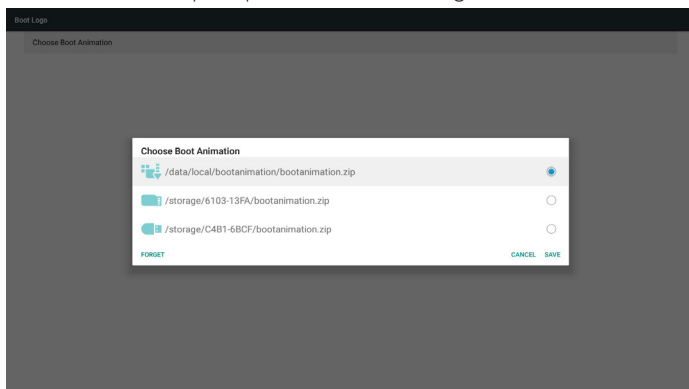 Boot Logo
Choose Boot Animation
Choose Boot Animation
/data/local/bootanimation/bootanimation.zip
/storage/6103-13FA/bootanimation.zip
/storage/C4B1-6BCF/bootanimation.zip
FORGET CANCEL SAVE